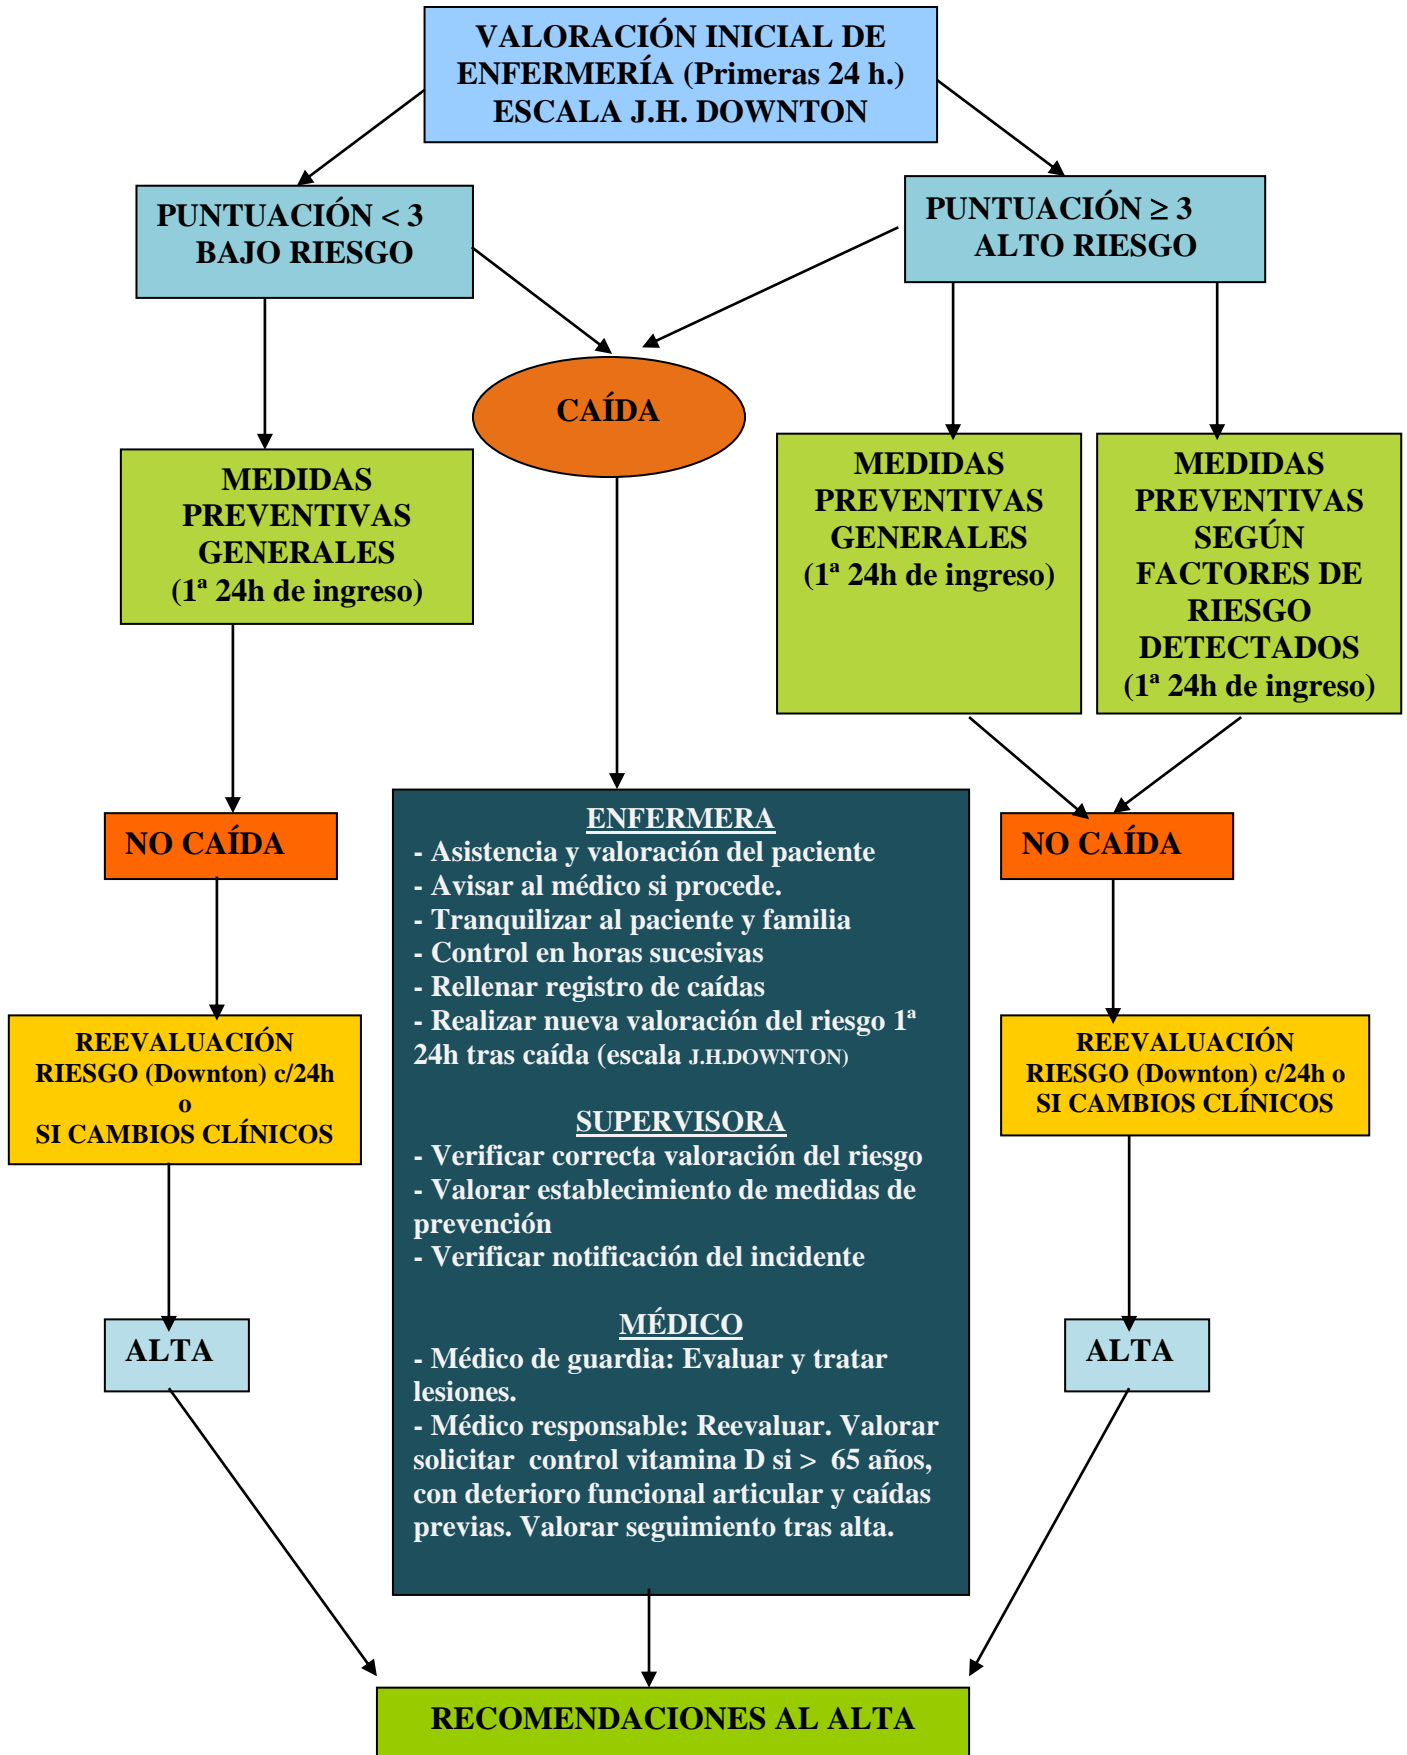 VALORACIÓN INICIAL DE
ENFERMERÍA (Primeras 24 h.)
ESCALA J.H. DOWNTON
PUNTUACIÓN < 3
BAJO RIESGO
PUNTUACIÓN ≥ 3
ALTO RIESGO
CAÍDA
MEDIDAS
PREVENTIVAS
GENERALES
(1ª 24h de ingreso)
MEDIDAS
PREVENTIVAS
GENERALES
(1ª 24h de ingreso)
MEDIDAS
PREVENTIVAS
SEGÚN
FACTORES DE
RIESGO
DETECTADOS
(1ª 24h de ingreso)
NO CAÍDA
ENFERMERA
- Asistencia y valoración del paciente
- Avisar al médico si procede.
- Tranquilizar al paciente y familia
- Control en horas sucesivas
- Rellenar registro de caídas
- Realizar nueva valoración del riesgo 1ª
24h tras caída (escala J.H.DOWNTON)
SUPERVISORA
- Verificar correcta valoración del riesgo
- Valorar establecimiento de medidas de
prevención
- Verificar notificación del incidente
MÉDICO
- Médico de guardia: Evaluar y tratar
lesiones.
- Médico responsable: Reevaluar. Valorar
solicitar  control vitamina D si >  65 años,
con deterioro funcional articular y caídas
previas. Valorar seguimiento tras alta.
NO CAÍDA
REEVALUACIÓN
RIESGO (Downton) c/24h
o
SI CAMBIOS CLÍNICOS
REEVALUACIÓN
RIESGO (Downton) c/24h o
SI CAMBIOS CLÍNICOS
ALTA
ALTA
RECOMENDACIONES AL ALTA